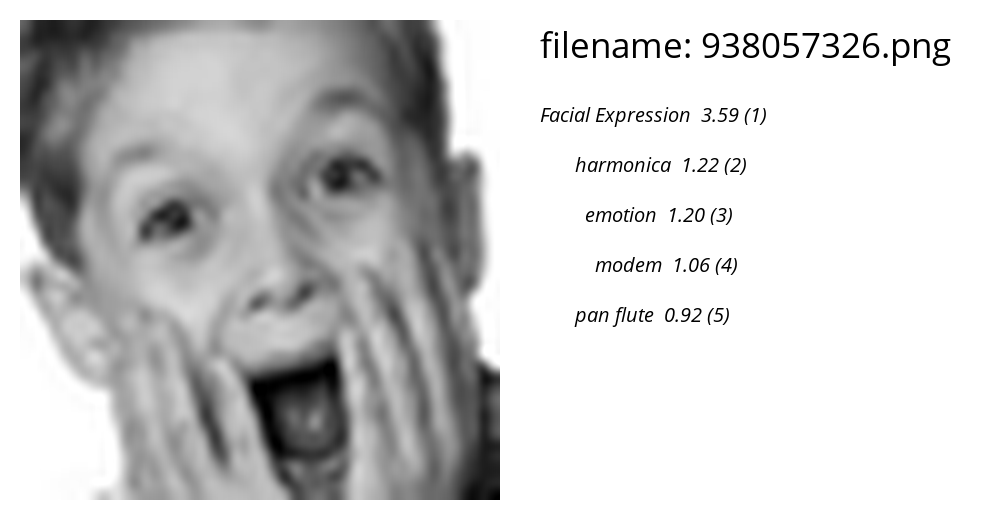 filename: 938057326.png
Facial Expression 3.59 (1)
harmonica 1.22 (2)
emotion 1.20 (3)
modem 1.06 (4)
pan flute 0.92 (5)